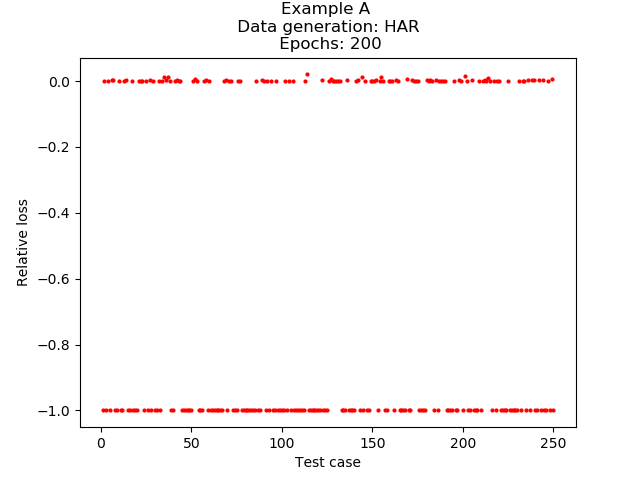 Example A
Data generation: HAR
Epochs: 200
0.0
−0.2
−0.4
−0.6
−0.8
−1.0
Relative loss
0 50 100 150 200 250
Test case